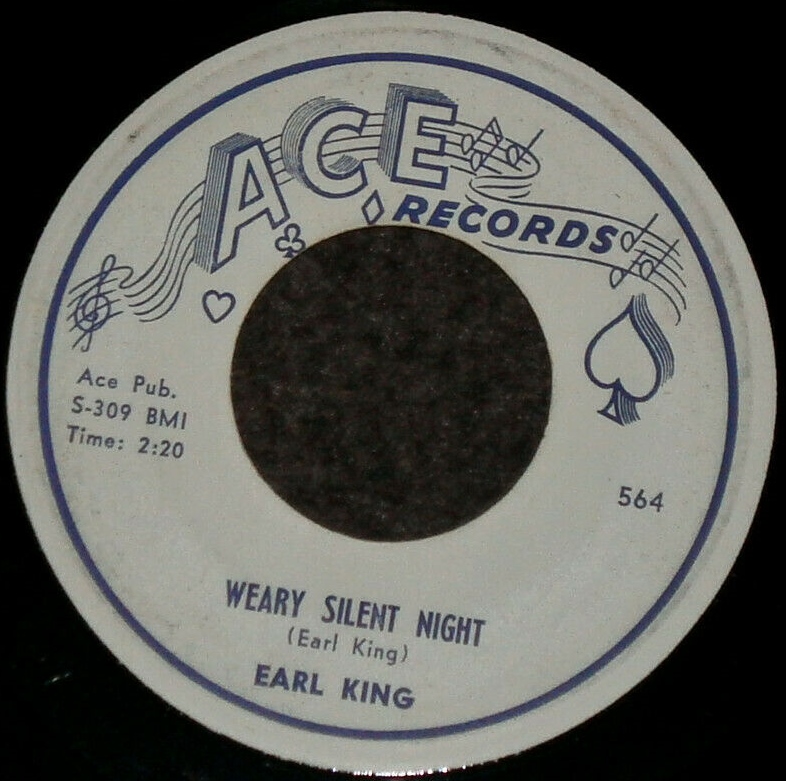 ACE
RECORDS
Ace Pub.
S-309 BMI
Time: 2:20
564
WEARY SILENT NIGHT
(Earl King)
EARL KING